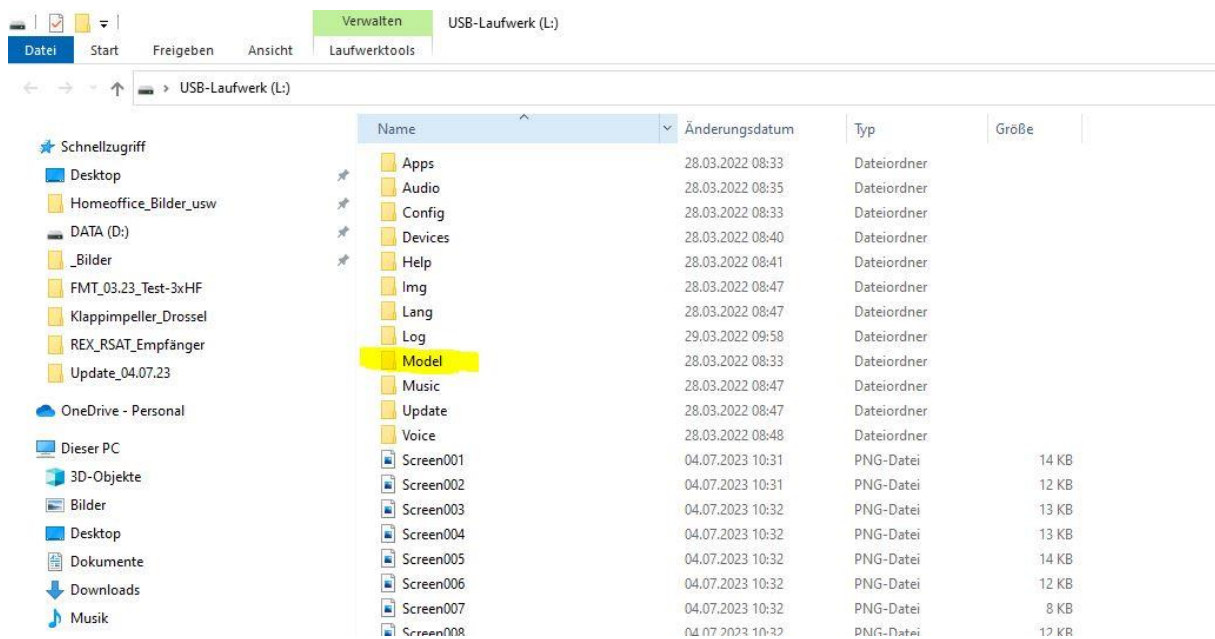 Verwalten USB-Laufwerk (L:)
Datei Start Freigeben Ansicht Laufwerktools
USB-Laufwerk (L:)
Schnellzugriff
Desktop
Homeoffice_Bilder_usw
DATA (D:)
_Bilder
FMT_03.23_Test-3xHF
Klappimpeller_Drossel
REX_RSAT_Empfänger
Update_04.07.23
OneDrive - Personal
Dieser PC
3D-Objekte
Bilder
Desktop
Dokumente
Downloads
Musik
Name Änderungsdatum Typ Größe
Apps 28.03.2022 08:33 Dateiordner
Audio 28.03.2022 08:35 Dateiordner
Config 28.03.2022 08:33 Dateiordner
Devices 28.03.2022 08:40 Dateiordner
Help 28.03.2022 08:41 Dateiordner
Img 28.03.2022 08:47 Dateiordner
Lang 28.03.2022 08:47 Dateiordner
Log 29.03.2022 09:58 Dateiordner
Model 28.03.2022 08:33 Dateiordner
Music 28.03.2022 08:47 Dateiordner
Update 28.03.2022 08:47 Dateiordner
Voice 28.03.2022 08:48 Dateiordner
Screen001 04.07.2023 10:31 PNG-Datei 14 KB
Screen002 04.07.2023 10:31 PNG-Datei 12 KB
Screen003 04.07.2023 10:32 PNG-Datei 13 KB
Screen004 04.07.2023 10:32 PNG-Datei 13 KB
Screen005 04.07.2023 10:32 PNG-Datei 14 KB
Screen006 04.07.2023 10:32 PNG-Datei 12 KB
Screen007 04.07.2023 10:32 PNG-Datei 8 KB
Screen008 04.07.2023 10:32 PNG-Datei 12 KB